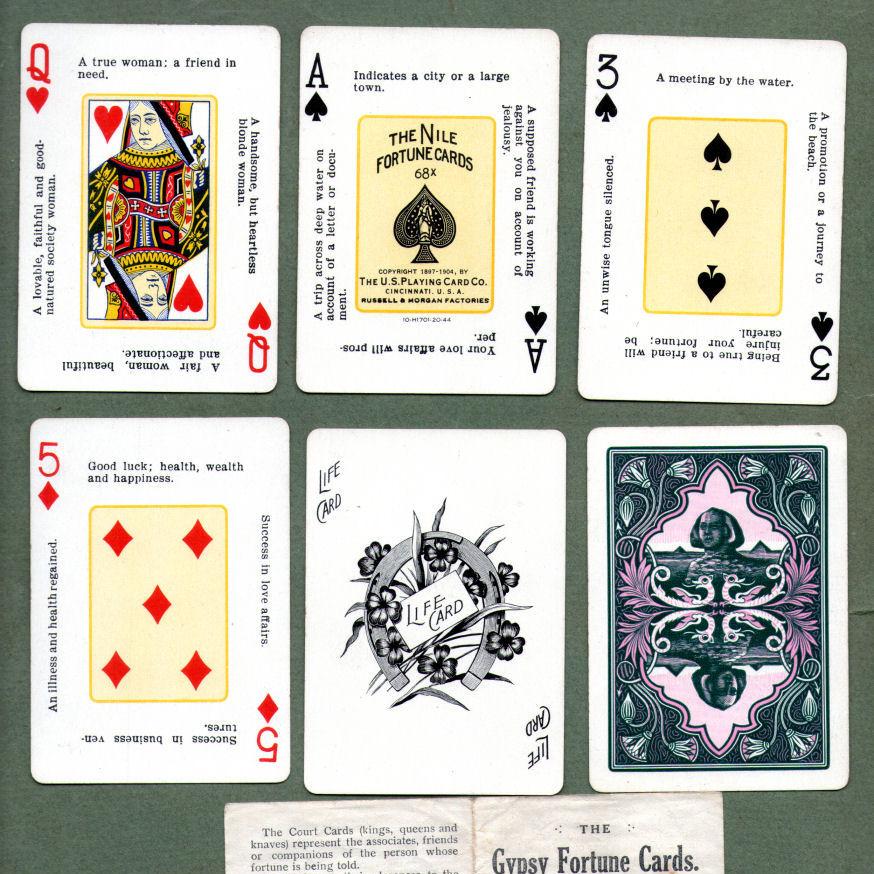 Q
A true woman; a friend in
need.
A handsome, but heartless
blonde woman.
A lovable, faithful and good-
natured society woman.
A fair woman, beautiful
and affectionate.
Q
A
Indicates a city or a large
town.
A supposed friend is working
against you on account of
jealousy.
A trip across deep water on
account of a letter or docu-
ment.
THE NILE
FORTUNE CARDS
68X
COPYRIGHT 1897-1904, BY
THE U.S. PLAYING CARD CO.
CINCINNATI, U. S. A.
RUSSELL & MORGAN FACTORIES
10-H1701-20-44
Your love affairs will pros-
per.
A
3
A meeting by the water.
A promotion or a journey to
the beach.
An unwise tongue silenced.
Being true to a friend will
injure your fortune; be
careful.
3
5
Good luck; health, wealth
and happiness.
Success in love affairs.
An illness and health regained.
Success in business ven-
tures.
5
LIFE
CARD
LIFE-
CARD
LIFE
CARD
The Court Cards (kings, queens and
knaves) represent the associates, friends
or companions of the person whose
fortune is being told.
THE
Gypsy Fortune Cards.